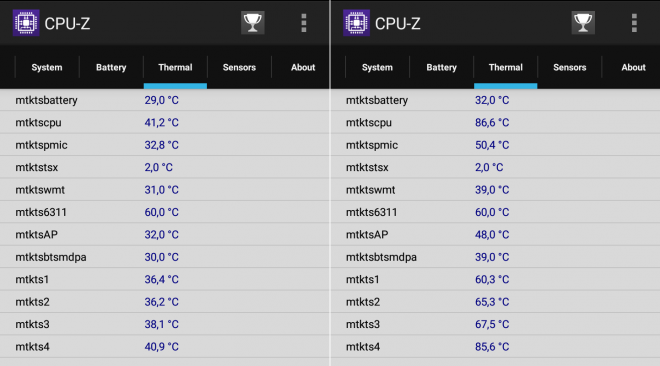 CPU-Z
System Battery Thermal Sensors About
mtktsbattery 29,0 °C
mtktscpu 41,2 °C
mtktspmic 32,8 °C
mtktstsx 2,0 °C
mtktswmt 31,0 °C
mtkts6311 60,0 °C
mtktsAP 32,0 °C
mtktsbtsmdpa 30,0 °C
mtkts1 36,4 °C
mtkts2 36,2 °C
mtkts3 38,1 °C
mtkts4 40,9 °C
CPU-Z
System Battery Thermal Sensors About
mtktsbattery 32,0 °C
mtktscpu 86,6 °C
mtktspmic 50,4 °C
mtktstsx 2,0 °C
mtktswmt 39,0 °C
mtkts6311 60,0 °C
mtktsAP 48,0 °C
mtktsbtsmdpa 39,0 °C
mtkts1 60,3 °C
mtkts2 65,3 °C
mtkts3 67,5 °C
mtkts4 85,6 °C